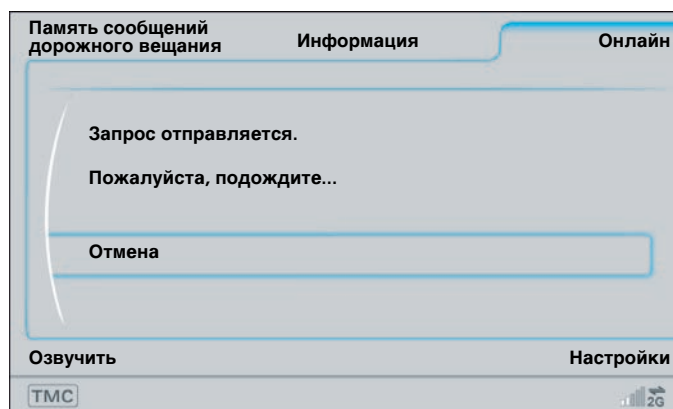 Память сообщений
дорожного вещания
Информация
Онлайн
Запрос отправляется.
Пожалуйста, подождите...
Отмена
Озвучить
Настройки
TMC
2G